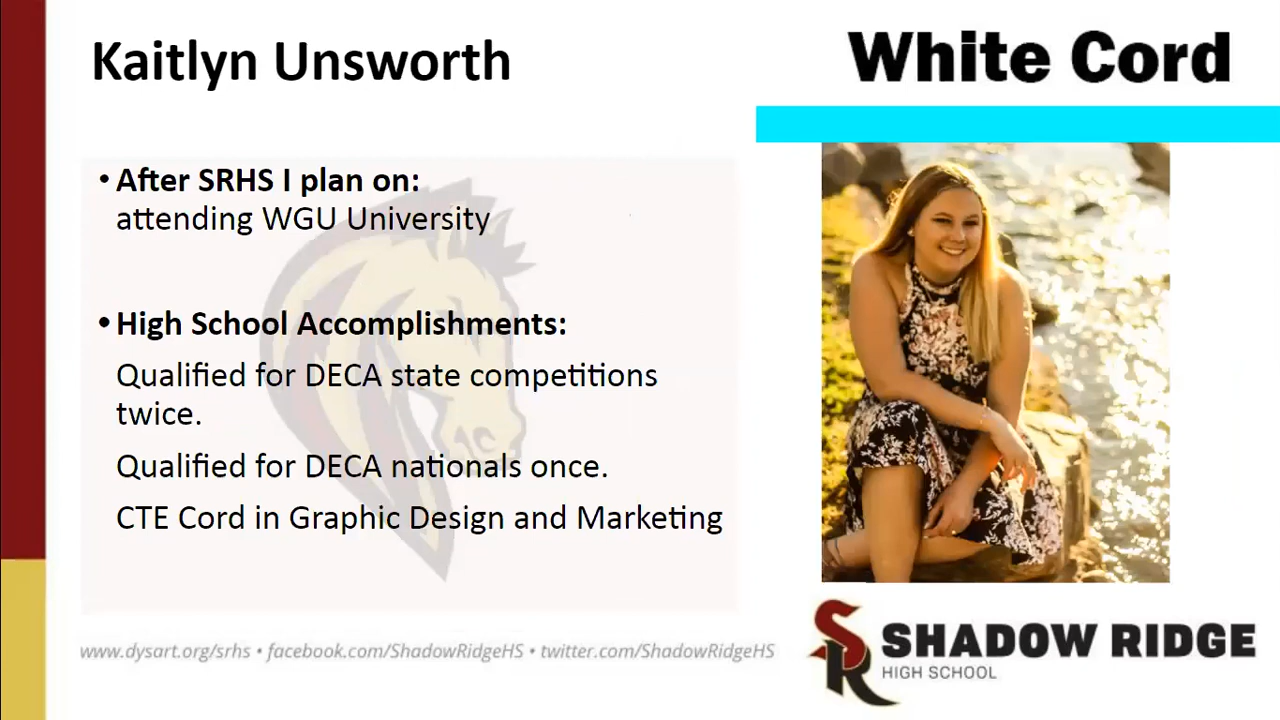 Kaitlyn Unsworth
White Cord
• After SRHS I plan on:
attending WGU University
• High School Accomplishments:
Qualified for DECA state competitions
twice.
Qualified for DECA nationals once.
CTE Cord in Graphic Design and Marketing
www.dysart.org/srhs • facebook.com/ShadowRidgeHS • twitter.com/ShadowRidgeHS
SR
SHADOW RIDGE
HIGH SCHOOL